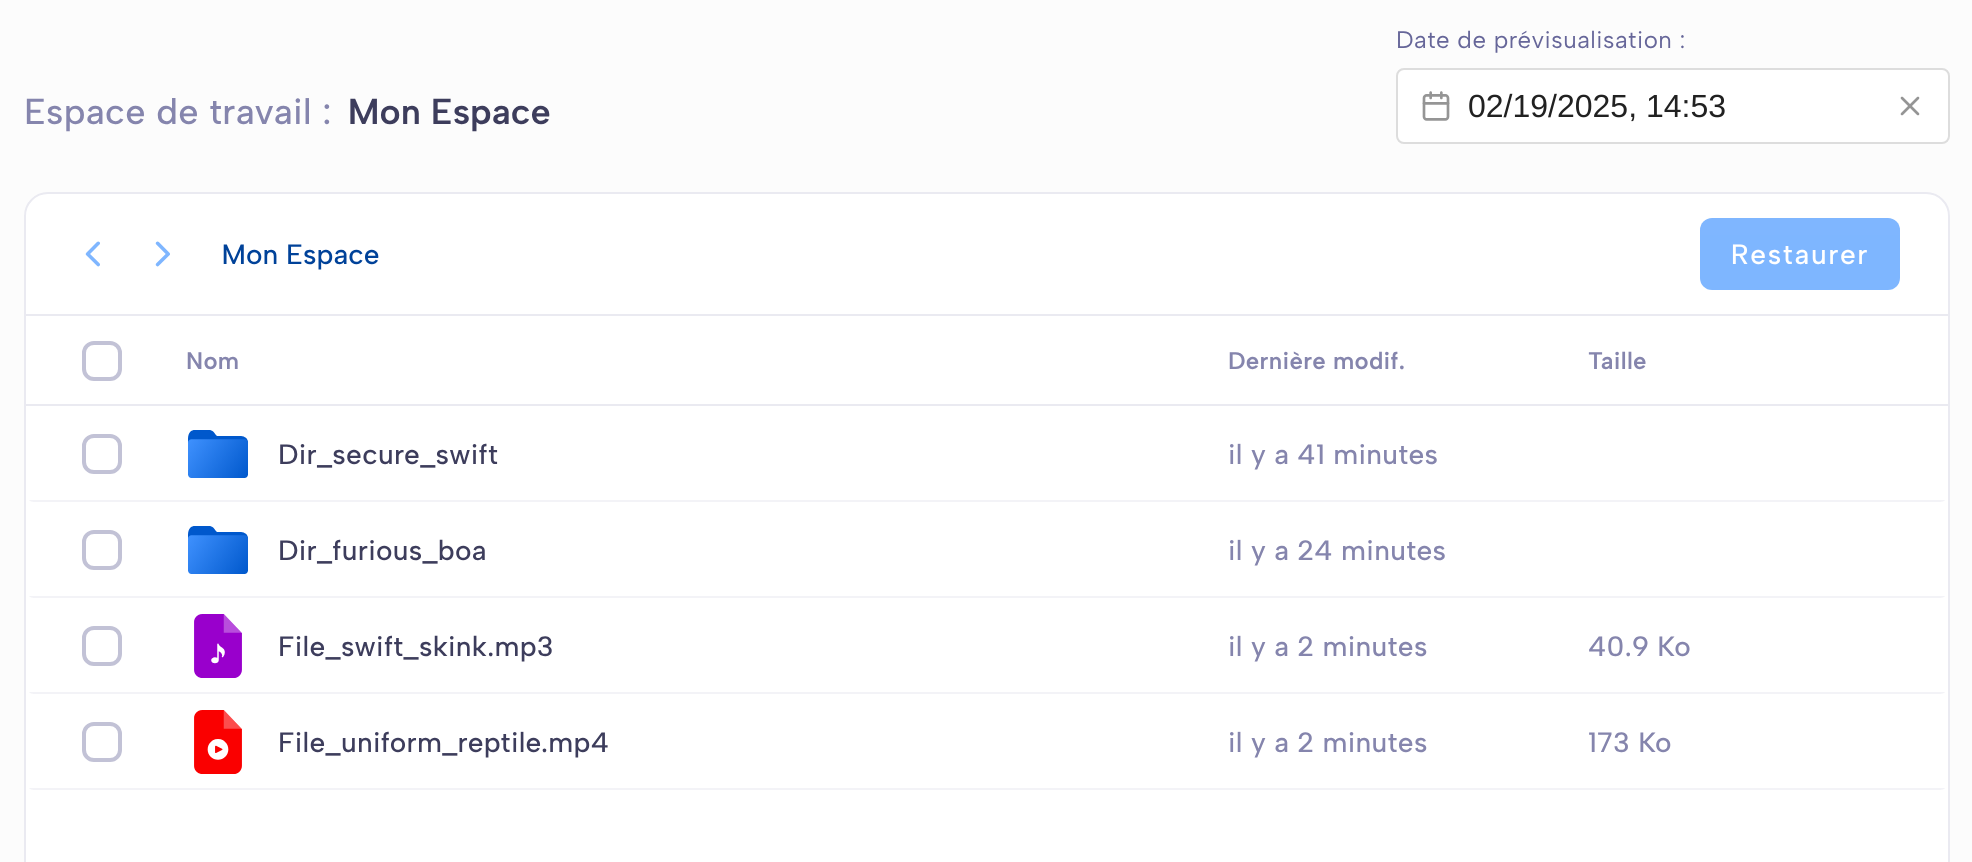 Date de prévisualisation :
Espace de travail : Mon Espace
02/19/2025, 14:53
Mon Espace
Restaurer
Nom Dernière modif. Taille
Dir_secure_swift il y a 41 minutes
Dir_furious_boa il y a 24 minutes
File_swift_skink.mp3 il y a 2 minutes 40.9 Ko
File_uniform_reptile.mp4 il y a 2 minutes 173 Ko